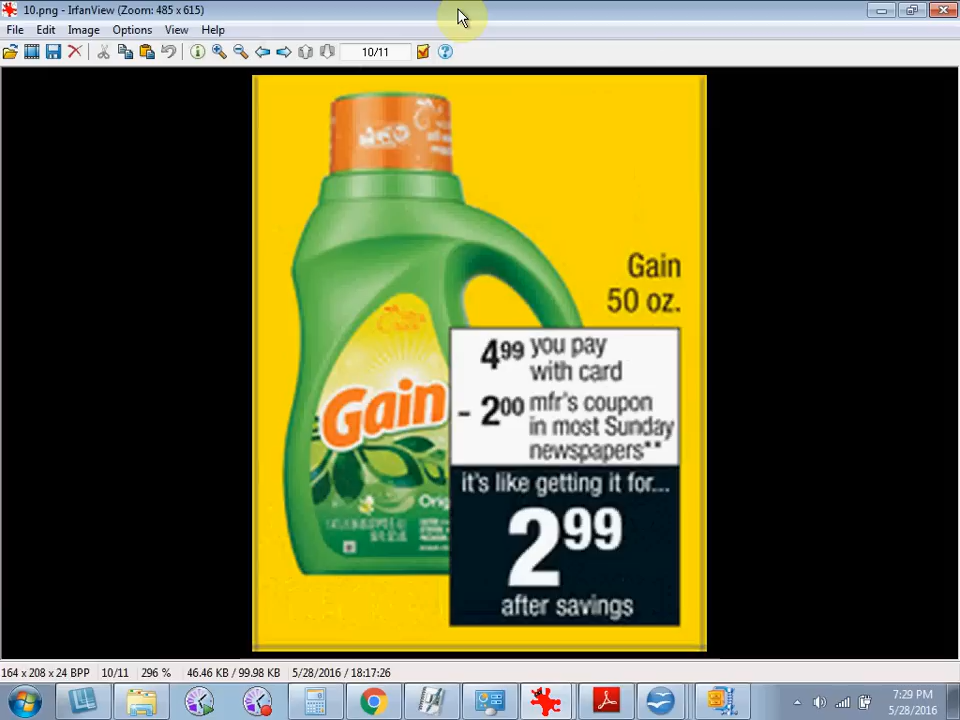 10.png - IrfanView (Zoom: 485 x 615)
File Edit Image Options View Help
10/11
Gain
50 oz.
4.99 you pay
with card
- 2.00 mfr's coupon
in most Sunday
newspapers**
it's like getting it for...
2.99
after savings
Gain
164 x 208 x 24 BPP 10/11 296 % 46.46 KB / 99.98 KB 5/28/2016 / 18:17:26
7:29 PM
5/28/2016